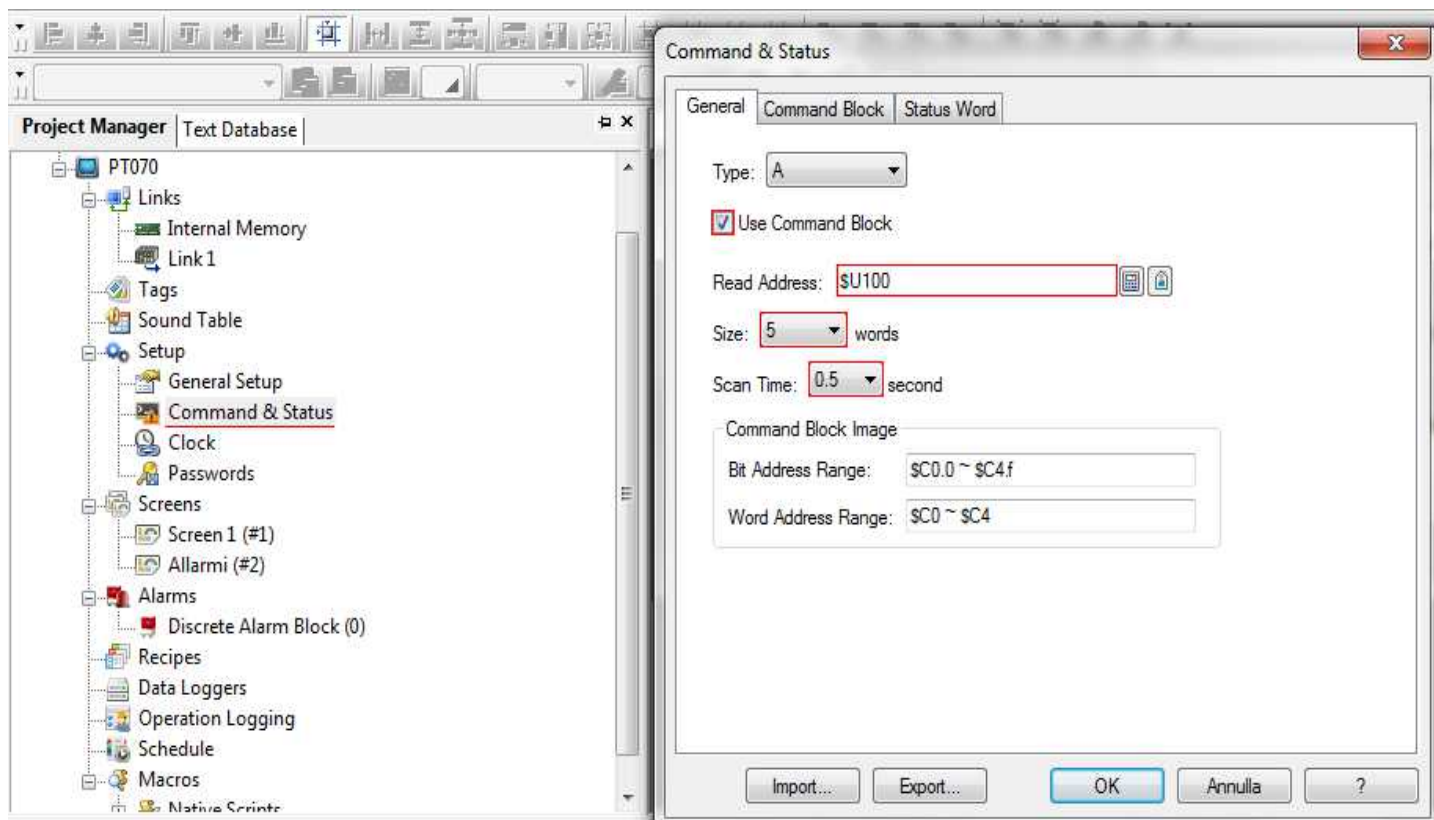 Project Manager
Text Database
PT070
Links
Internal Memory
Link 1
Tags
Sound Table
Setup
General Setup
Command & Status
Clock
Passwords
Screens
Screen 1 (#1)
Allarmi (#2)
Alarms
Discrete Alarm Block (0)
Recipes
Data Loggers
Operation Logging
Schedule
Macros
Native Scripts
Command & Status
General
Command Block
Status Word
Type: A
Use Command Block
Read Address: $U100
Size: 5 words
Scan Time: 0.5 second
Command Block Image
Bit Address Range: $C0.0 ~ $C4.f
Word Address Range: $C0 ~ $C4
Import... Export... OK Annulla ?